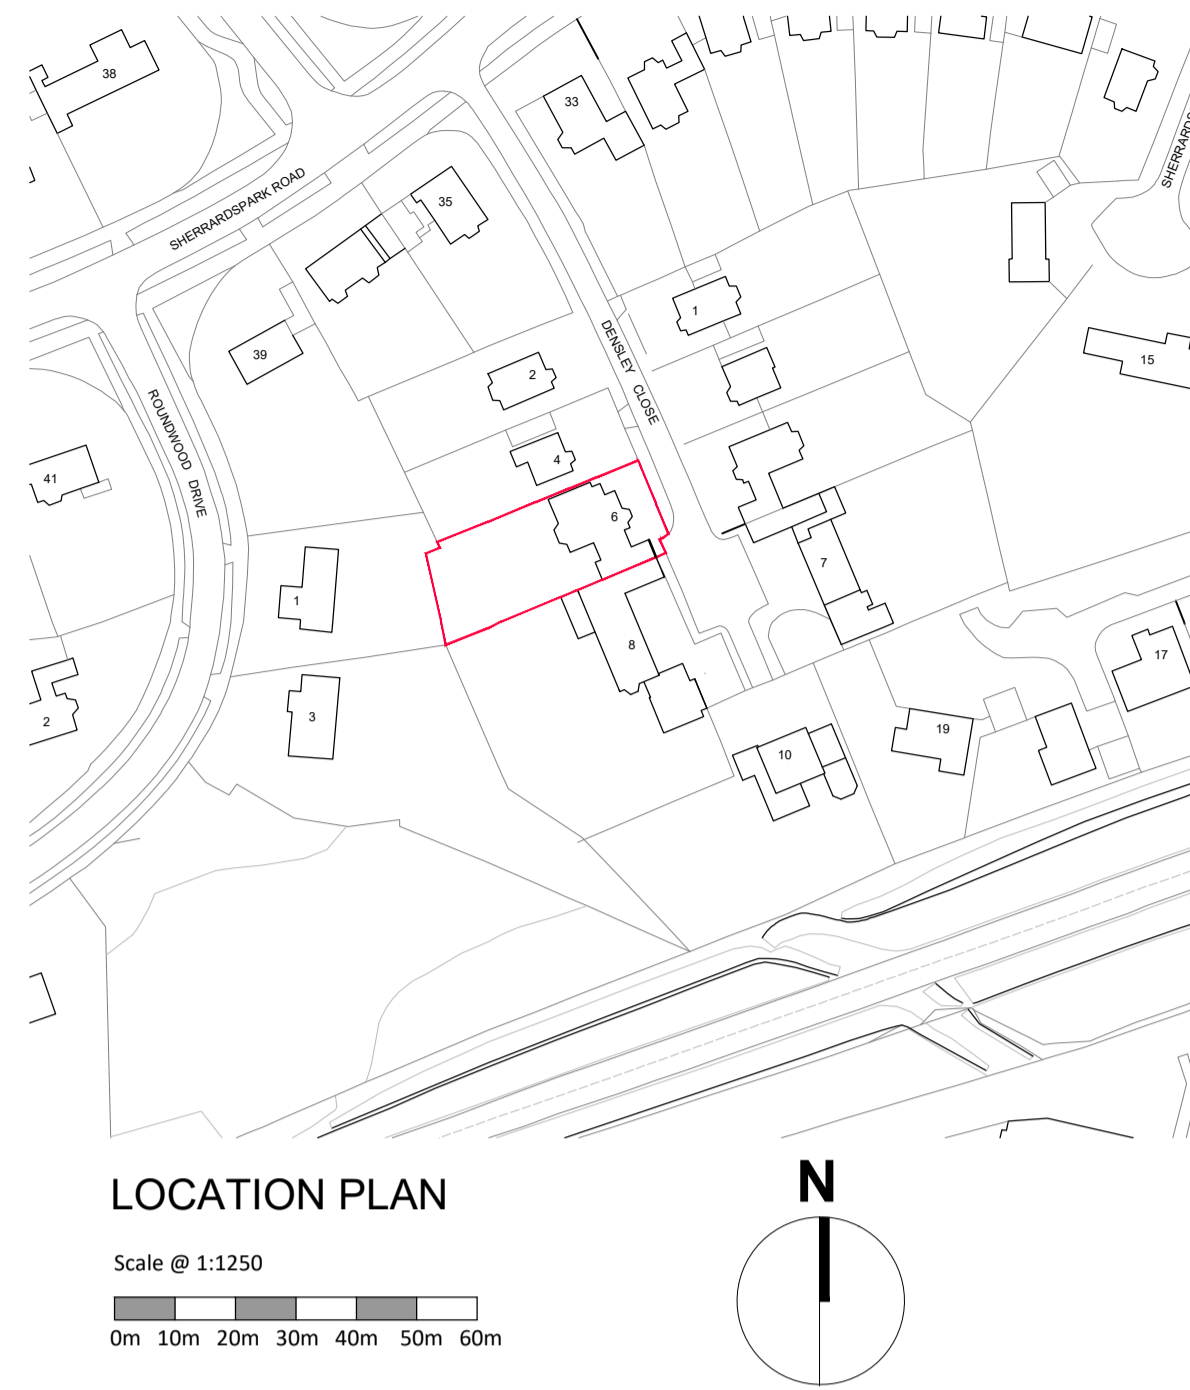 38
33
SHERRARDS
35
SHERRARDSPARK ROAD
1
DENSLEY CLOSE
39
2
15
ROUNDWOOD DRIVE
4
41
6
7
1
8
17
3
2
19
10
LOCATION PLAN
N
Scale @ 1:1250
0m 10m 20m 30m 40m 50m 60m